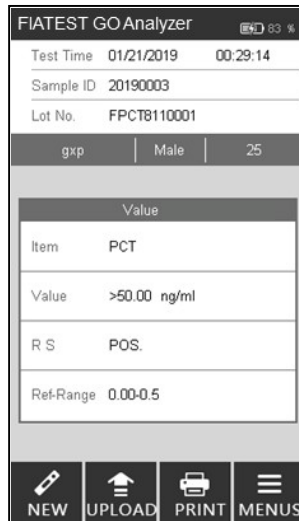 FIATEST GO Analyzer 83 %
Test Time 01/21/2019 00:29:14
Sample ID 20190003
Lot No. FPCT8110001
gxp Male 25
Value
Item PCT
Value >50.00 ng/ml
R S POS.
Ref-Range 0.00-0.5
NEW UPLOAD PRINT MENUS